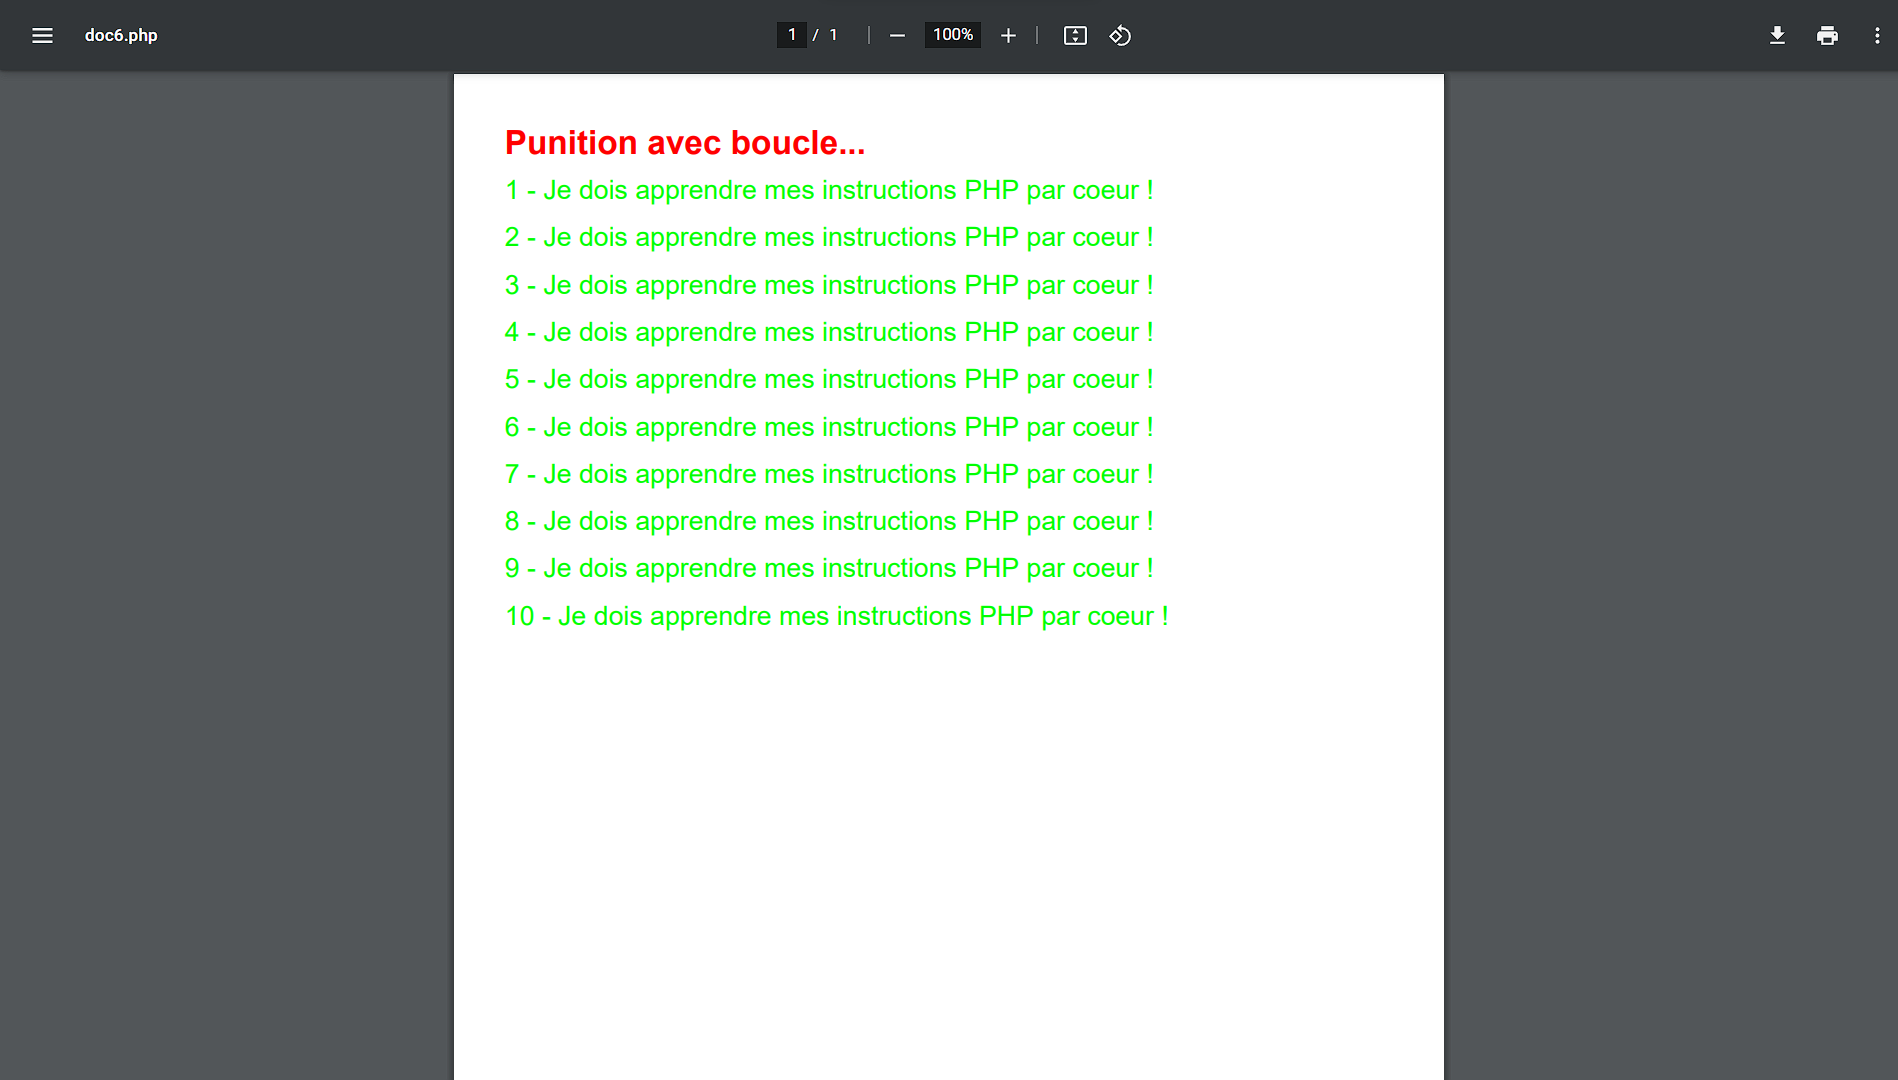 doc6.php
1 / 1
100%
Punition avec boucle...
1 - Je dois apprendre mes instructions PHP par coeur !
2 - Je dois apprendre mes instructions PHP par coeur !
3 - Je dois apprendre mes instructions PHP par coeur !
4 - Je dois apprendre mes instructions PHP par coeur !
5 - Je dois apprendre mes instructions PHP par coeur !
6 - Je dois apprendre mes instructions PHP par coeur !
7 - Je dois apprendre mes instructions PHP par coeur !
8 - Je dois apprendre mes instructions PHP par coeur !
9 - Je dois apprendre mes instructions PHP par coeur !
10 - Je dois apprendre mes instructions PHP par coeur !